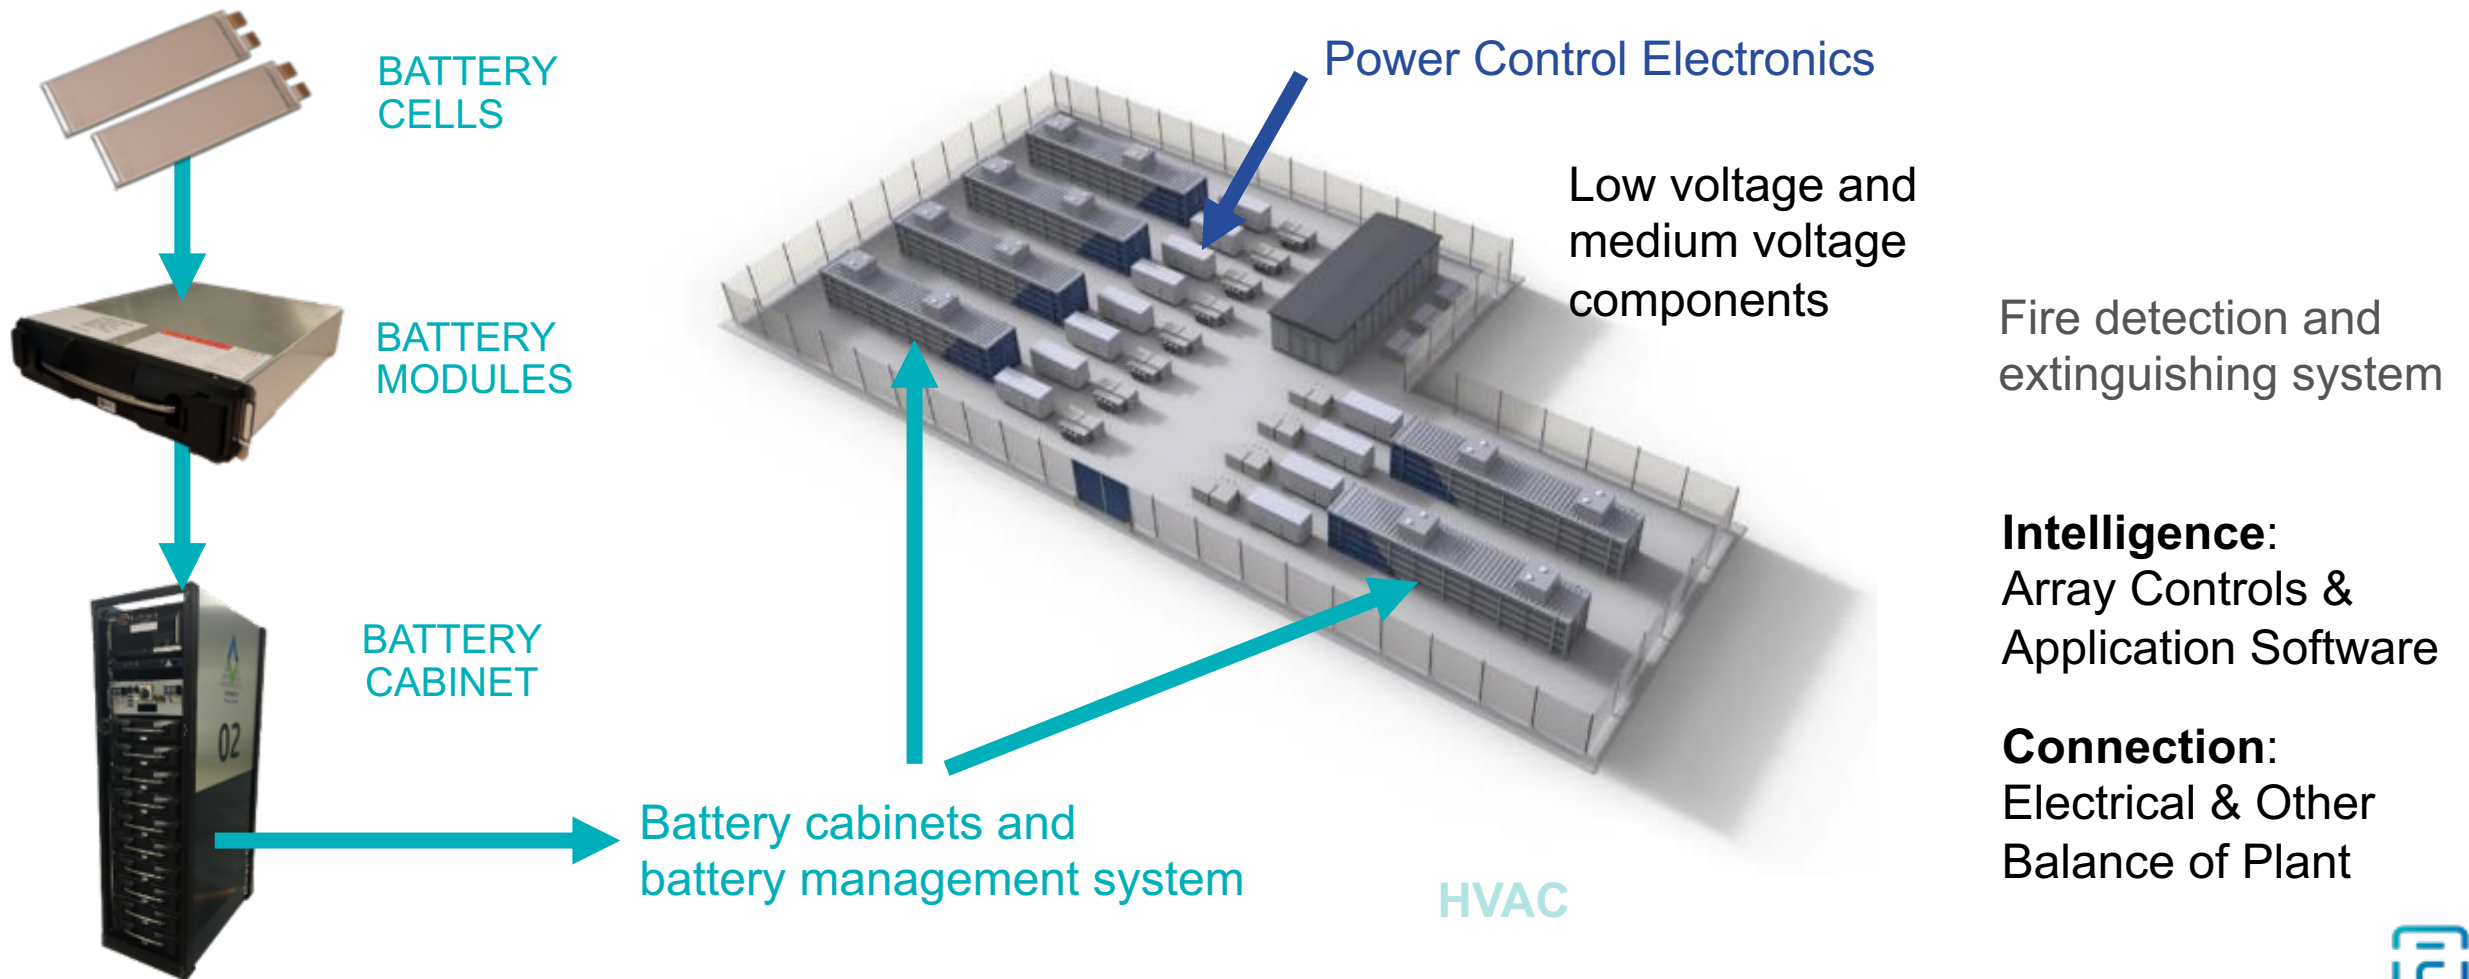 BATTERY
CELLS
BATTERY
MODULES
BATTERY
CABINET
02
Battery cabinets and
battery management system
Power Control Electronics
Low voltage and
medium voltage
components
HVAC
Fire detection and
extinguishing system
Intelligence:
Array Controls &
Application Software
Connection:
Electrical & Other
Balance of Plant